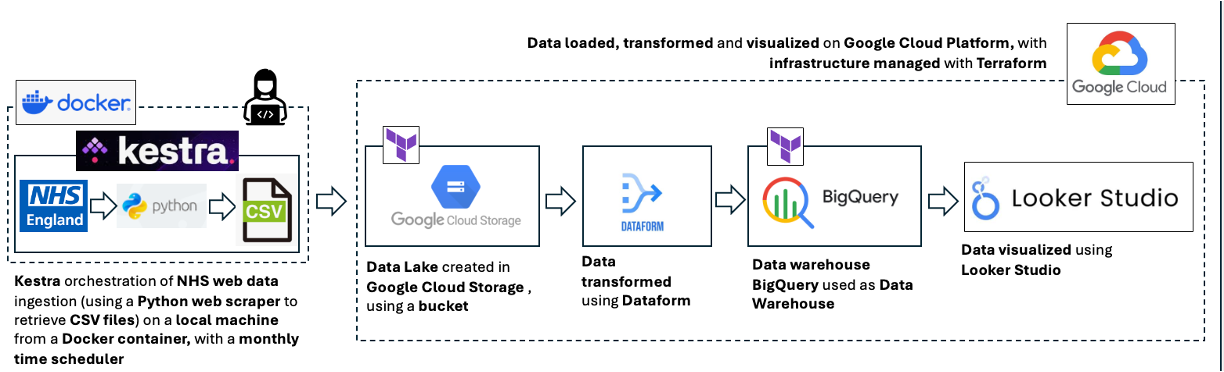 Data loaded, transformed and visualized on Google Cloud Platform, with
infrastructure managed with Terraform
Google Cloud
docker
kestra.
NHS
England
python
CSV
Google Cloud Storage
DATAFORM
BigQuery
Looker Studio
Kestra orchestration of NHS web data
ingestion (using a Python web scraper to
retrieve CSV files) on a local machine
from a Docker container, with a monthly
time scheduler
Data Lake created in
Google Cloud Storage ,
using a bucket
Data
transformed
using Dataform
Data warehouse
BigQuery used as Data
Warehouse
Data visualized using
Looker Studio